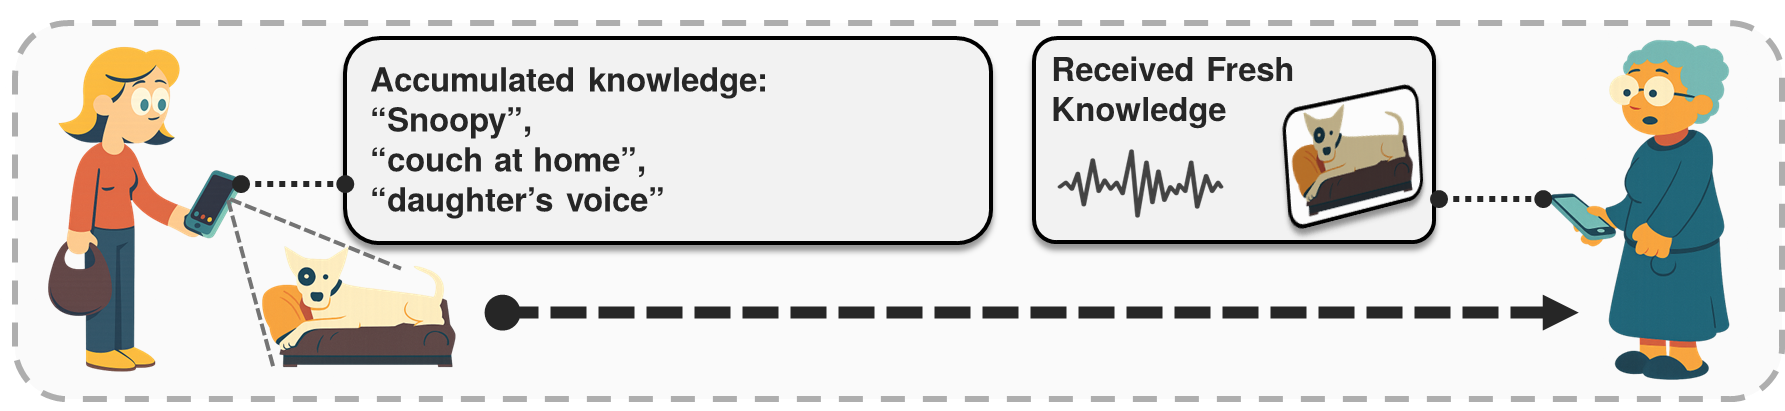 Accumulated knowledge:
“Snoopy”,
“couch at home”,
“daughter’s voice”
Received Fresh
Knowledge